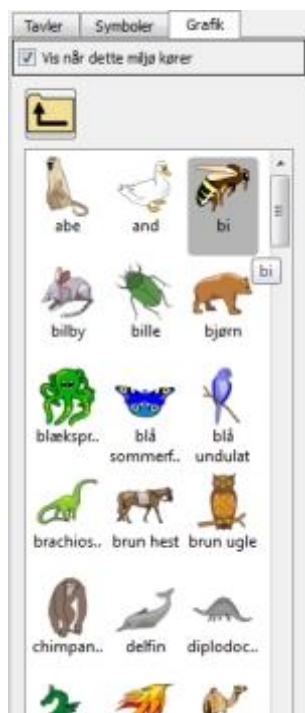 Tavler Symboler Grafik
Vis når dette miljø kører
abe and bi
bi
bilby bille bjørn
blækspr.. blå sommerf.. blå undulat
brachios.. brun hest brun ugle
chimpan.. delfin diplodoc..